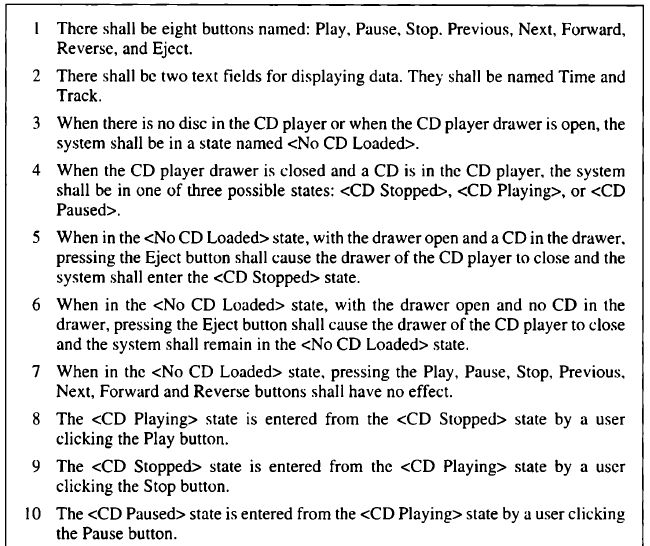 1 There shall be eight buttons named: Play, Pause, Stop. Previous, Next, Forward,
Reverse, and Eject.
2 There shall be two text fields for displaying data. They shall be named Time and
Track.
3 When there is no disc in the CD player or when the CD player drawer is open, the
system shall be in a state named <No CD Loaded>.
4 When the CD player drawer is closed and a CD is in the CD player, the system
shall be in one of three possible states: <CD Stopped>, <CD Playing>, or <CD
Paused>.
5 When in the <No CD Loaded> state, with the drawer open and a CD in the drawer,
pressing the Eject button shall cause the drawer of the CD player to close and the
system shall enter the <CD Stopped> state.
6 When in the <No CD Loaded> state, with the drawer open and no CD in the
drawer, pressing the Eject button shall cause the drawer of the CD player to close
and the system shall remain in the <No CD Loaded> state.
7 When in the <No CD Loaded> state, pressing the Play, Pause, Stop, Previous,
Next, Forward and Reverse buttons shall have no effect.
8 The <CD Playing> state is entered from the <CD Stopped> state by a user
clicking the Play button.
9 The <CD Stopped> state is entered from the <CD Playing> state by a user
clicking the Stop button.
10 The <CD Paused> state is entered from the <CD Playing> state by a user clicking
the Pause button.